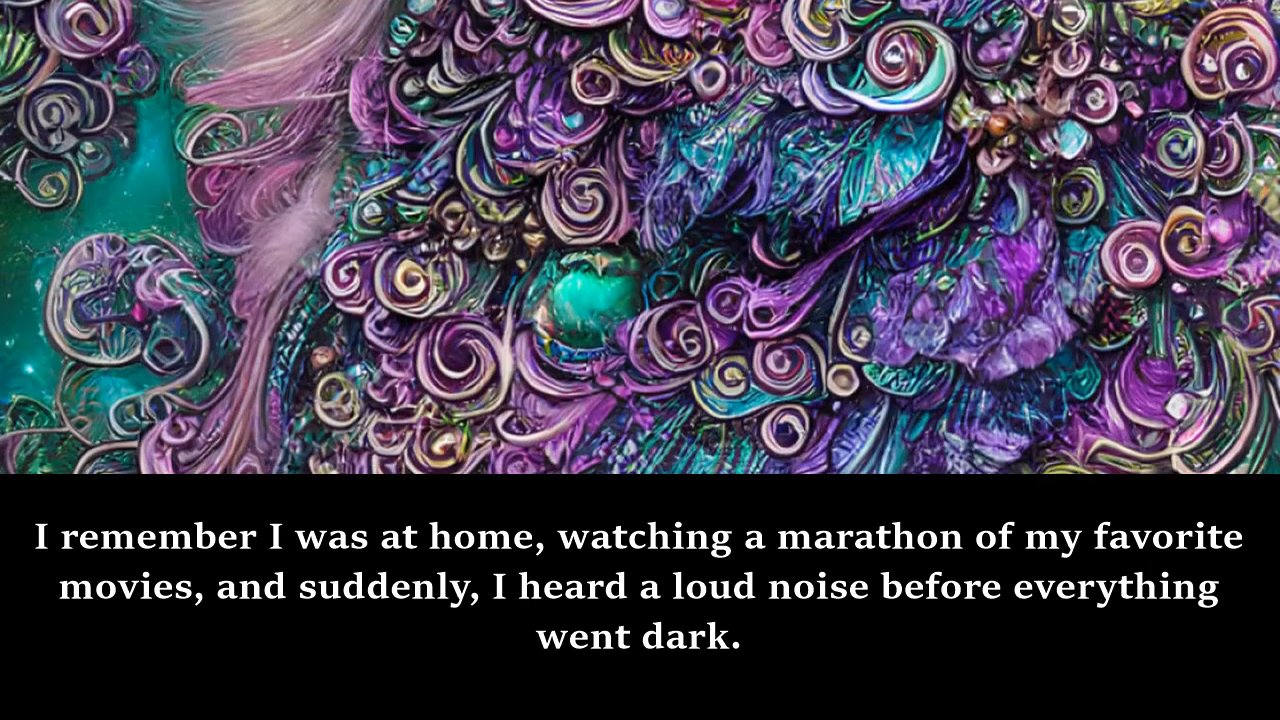 I remember I was at home, watching a marathon of my favorite
movies, and suddenly, I heard a loud noise before everything
went dark.